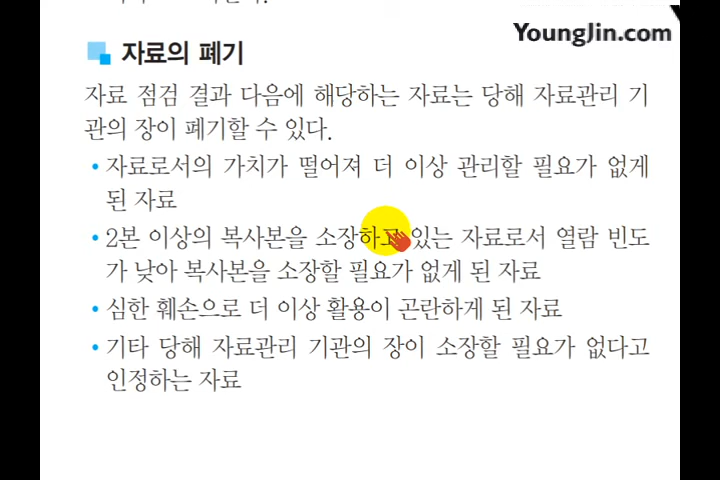 YoungJin.com
자료의 폐기
자료 점검 결과 다음에 해당하는 자료는 당해 자료관리 기
관의 장이 폐기할 수 있다.
• 자료로서의 가치가 떨어져 더 이상 관리할 필요가 없게
된 자료
• 2본 이상의 복사본을 소장하고 있는 자료로서 열람 빈도
가 낮아 복사본을 소장할 필요가 없게 된 자료
• 심한 훼손으로 더 이상 활용이 곤란하게 된 자료
• 기타 당해 자료관리 기관의 장이 소장할 필요가 없다고
인정하는 자료